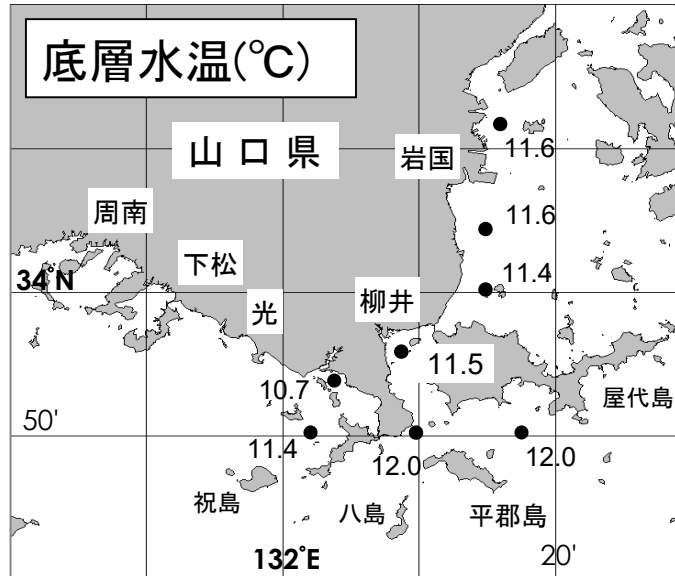 底層水温(℃)
山口県
岩国
11.6
周南
11.6
下松
34°N
11.4
光
柳井
11.5
10.7
屋代島
50'
11.4
12.0
12.0
祝島
八島
平郡島
132°E
20'